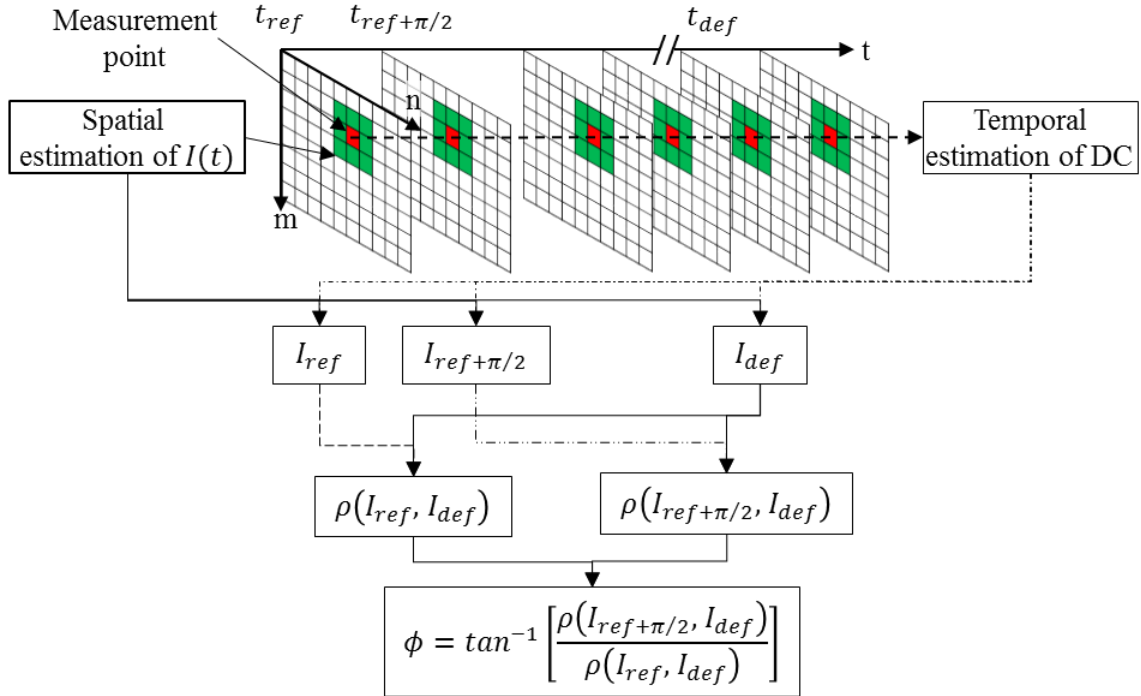 Measurement
point
t_ref
t_ref+π/2
t_def
t
n
m
Spatial
estimation of I(t)
Temporal
estimation of DC
I_ref
I_ref+π/2
I_def
ρ(I_ref, I_def)
ρ(I_ref+π/2, I_def)
ϕ = tan⁻¹ [ρ(I_ref+π/2, I_def) / ρ(I_ref, I_def)]